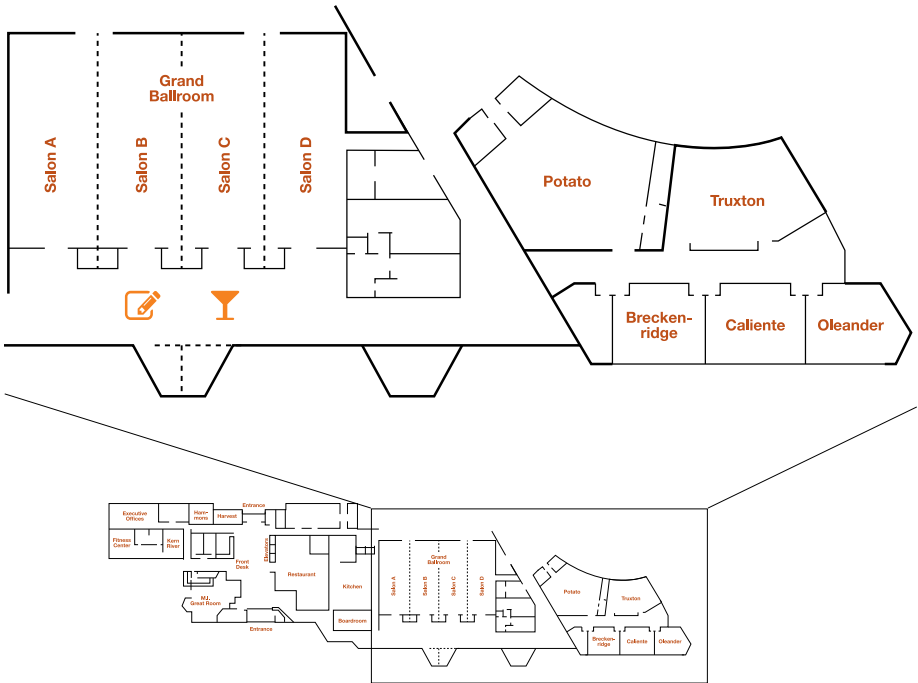 Grand
Ballroom
Salon A
Salon B
Salon C
Salon D
Potato
Truxton
Brecken-
ridge
Caliente
Oleander
Executive
Offices
Ham-
mons
Harvest
Entrance
Fitness
Center
Kern
River
Front
Desk
Elevators
Restaurant
Kitchen
M.I.
Great Room
Boardroom
Entrance
Grand
Ballroom
Salon A
Salon B
Salon C
Salon D
Potato
Truxton
Brecken-
ridge
Caliente
Oleander